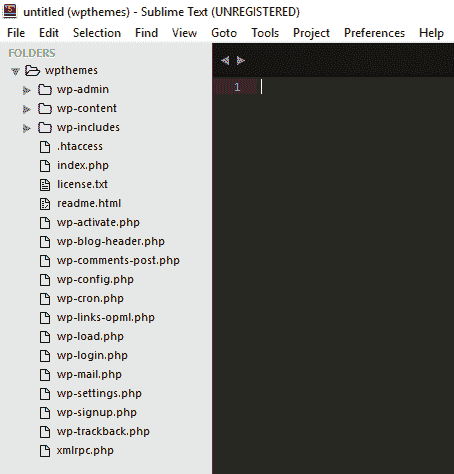 untitled (wpthemes) - Sublime Text (UNREGISTERED)
File Edit Selection Find View Goto Tools Project Preferences Help
FOLDERS
wpthemes
wp-admin
wp-content
wp-includes
.htaccess
index.php
license.txt
readme.html
wp-activate.php
wp-blog-header.php
wp-comments-post.php
wp-config.php
wp-cron.php
wp-links-opml.php
wp-load.php
wp-login.php
wp-mail.php
wp-settings.php
wp-signup.php
wp-trackback.php
xmlrpc.php
1